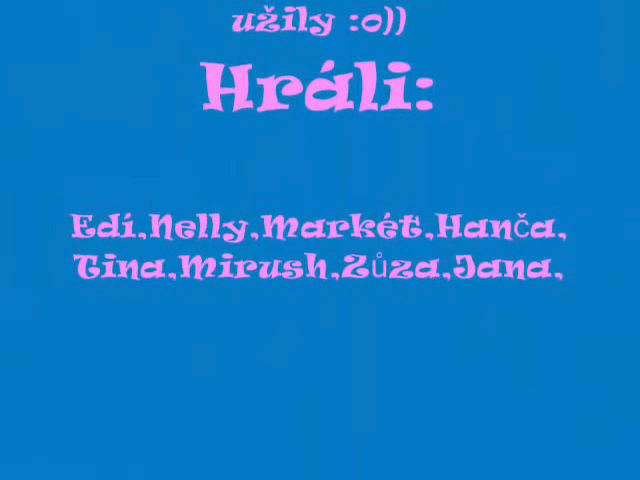 užily :o))
Hráli:
Edí,Nelly,Markét,Hanča,
Tina,Mirush,Zůza,Jana,